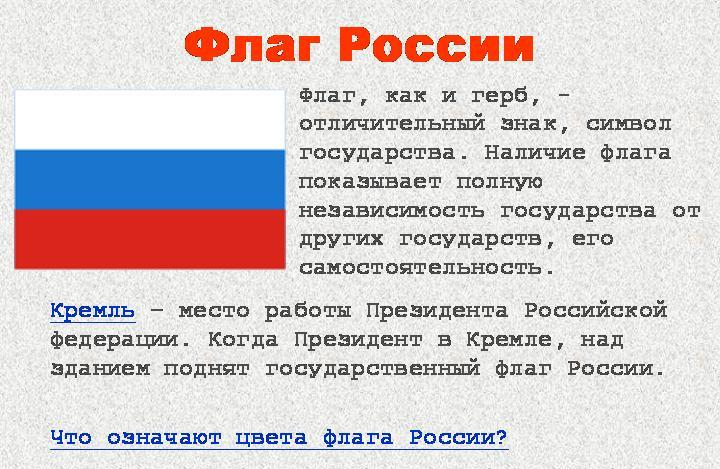 Флаг России
Флаг, как и герб, -
отличительный знак, символ
государства. Наличие флага
показывает полную
независимость государства от
других государств, его
самостоятельность.
Кремль – место работы Президента Российской
федерации. Когда Президент в Кремле, над
зданием поднят государственный флаг России.
Что означают цвета флага России?